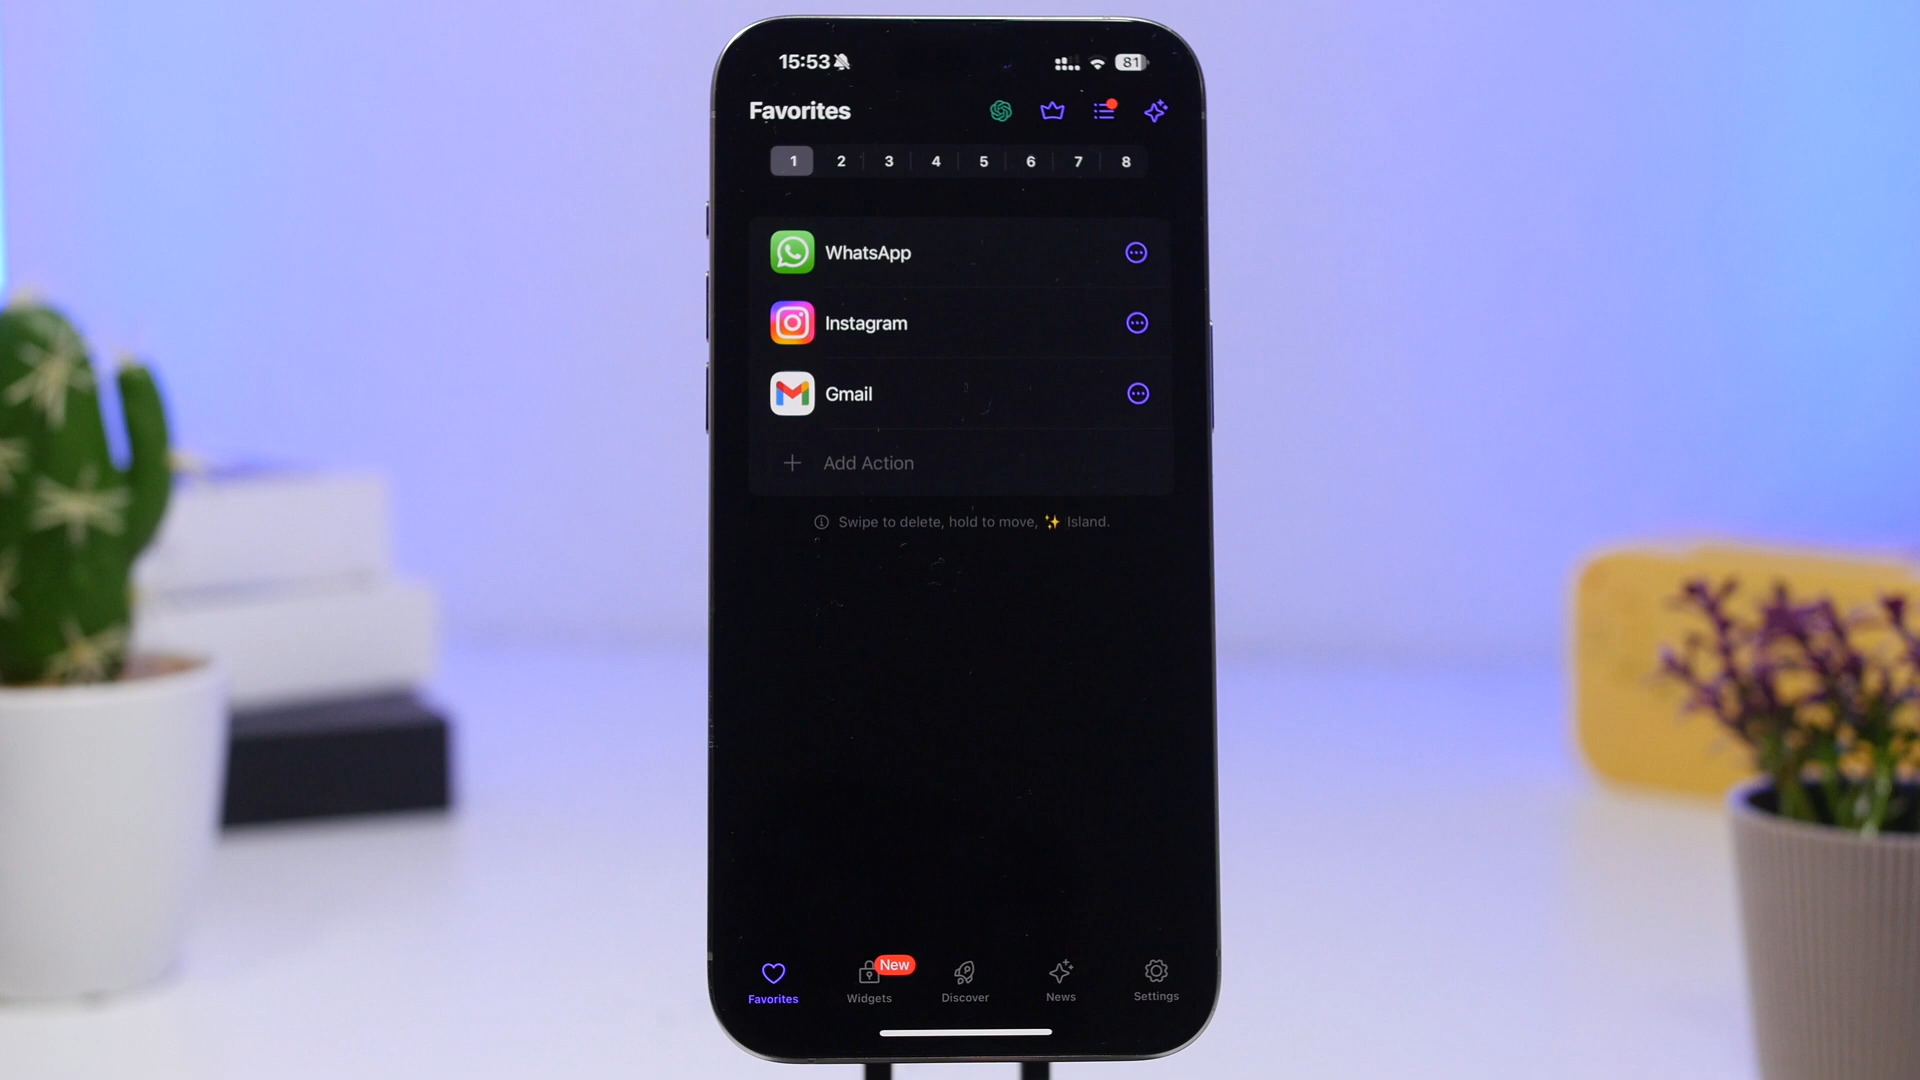 15:53 81
Favorites
1 2 3 4 5 6 7 8
WhatsApp
Instagram
Gmail
+ Add Action
Swipe to delete, hold to move, ✨ Island.
New
Favorites Widgets Discover News Settings